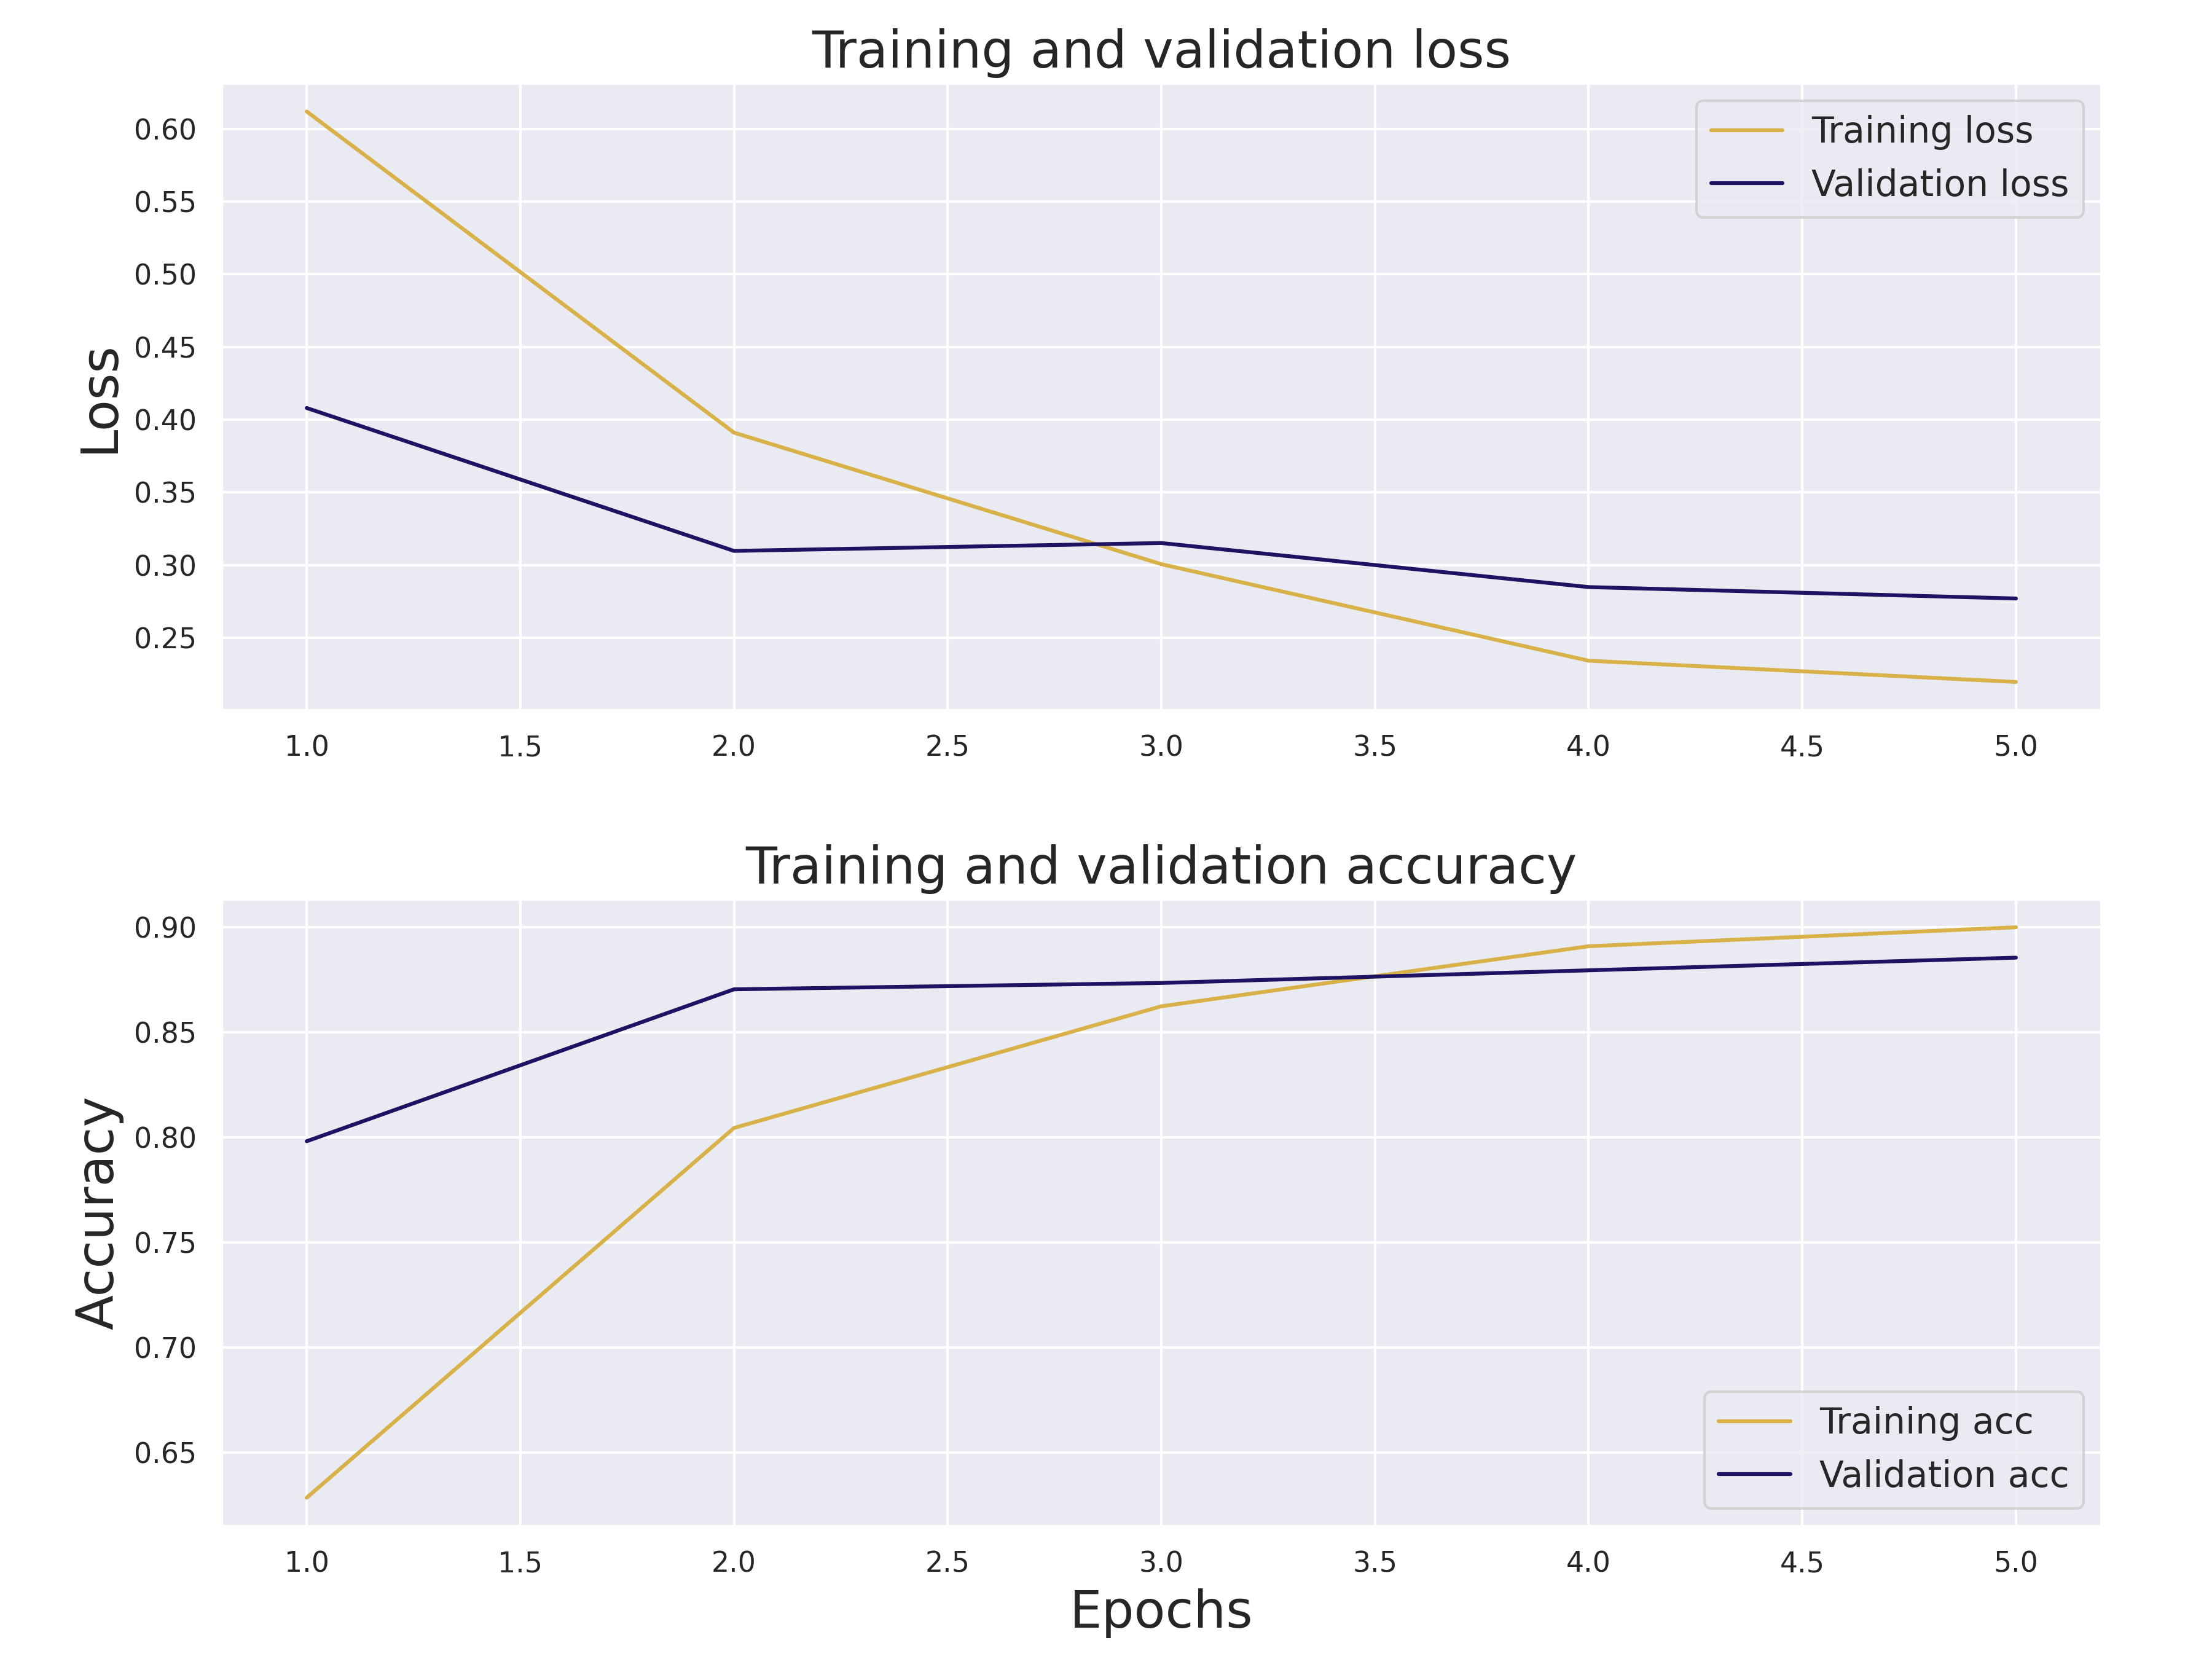 Training and validation loss
Loss
0.60
0.55
0.50
0.45
0.40
0.35
0.30
0.25
Training loss
Validation loss
1.0 1.5 2.0 2.5 3.0 3.5 4.0 4.5 5.0
Training and validation accuracy
Accuracy
0.90
0.85
0.80
0.75
0.70
0.65
Training acc
Validation acc
1.0 1.5 2.0 2.5 3.0 3.5 4.0 4.5 5.0
Epochs